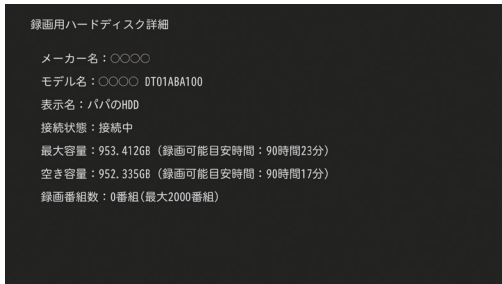 録画用ハードディスク詳細
メーカー名：○○○○
モデル名：○○○○ DT01ABA100
表示名：パパのHDD
接続状態：接続中
最大容量：953.412GB（録画可能目安時間：90時間23分）
空き容量：952.335GB（録画可能目安時間：90時間17分）
録画番組数：0番組(最大2000番組)